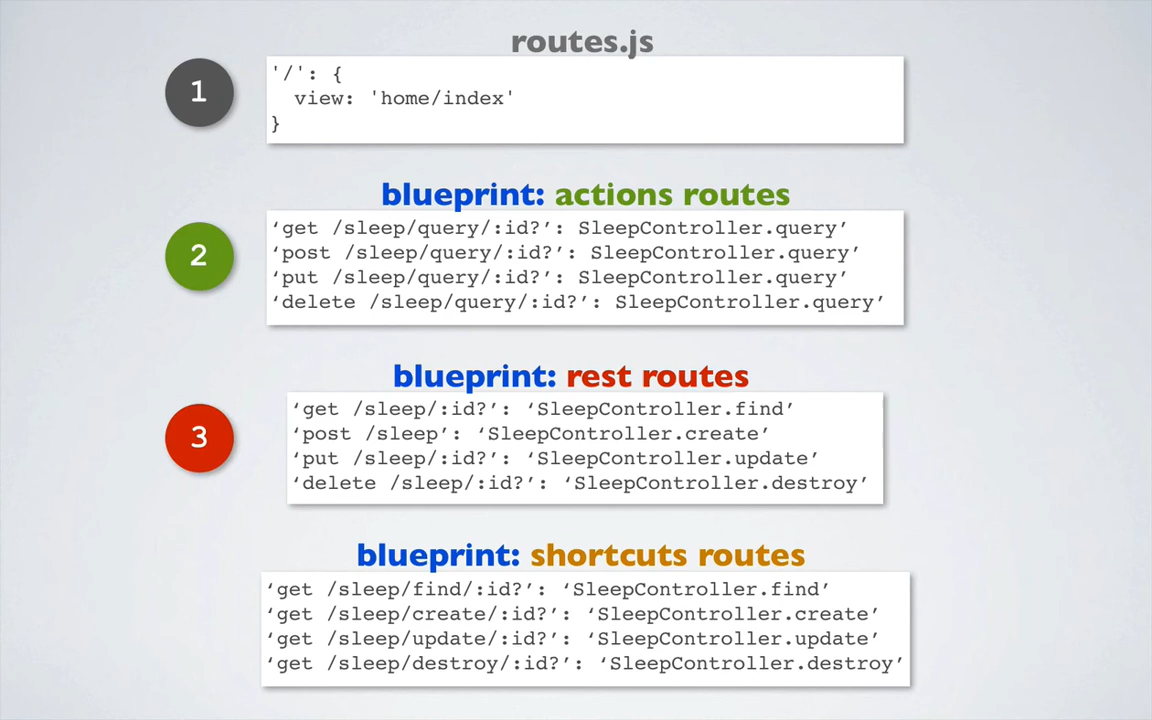 routes.js
1
'/': {
view: 'home/index'
}
blueprint: actions routes
2
‘get /sleep/query/:id?’: SleepController.query’
‘post /sleep/query/:id?’: SleepController.query’
‘put /sleep/query/:id?’: SleepController.query’
‘delete /sleep/query/:id?’: SleepController.query’
blueprint: rest routes
3
‘get /sleep/:id?’: ‘SleepController.find’
‘post /sleep’: ‘SleepController.create’
‘put /sleep/:id?’: ‘SleepController.update’
‘delete /sleep/:id?’: ‘SleepController.destroy’
blueprint: shortcuts routes
‘get /sleep/find/:id?’: ‘SleepController.find’
‘get /sleep/create/:id?’: ‘SleepController.create’
‘get /sleep/update/:id?’: ‘SleepController.update’
‘get /sleep/destroy/:id?’: ‘SleepController.destroy’